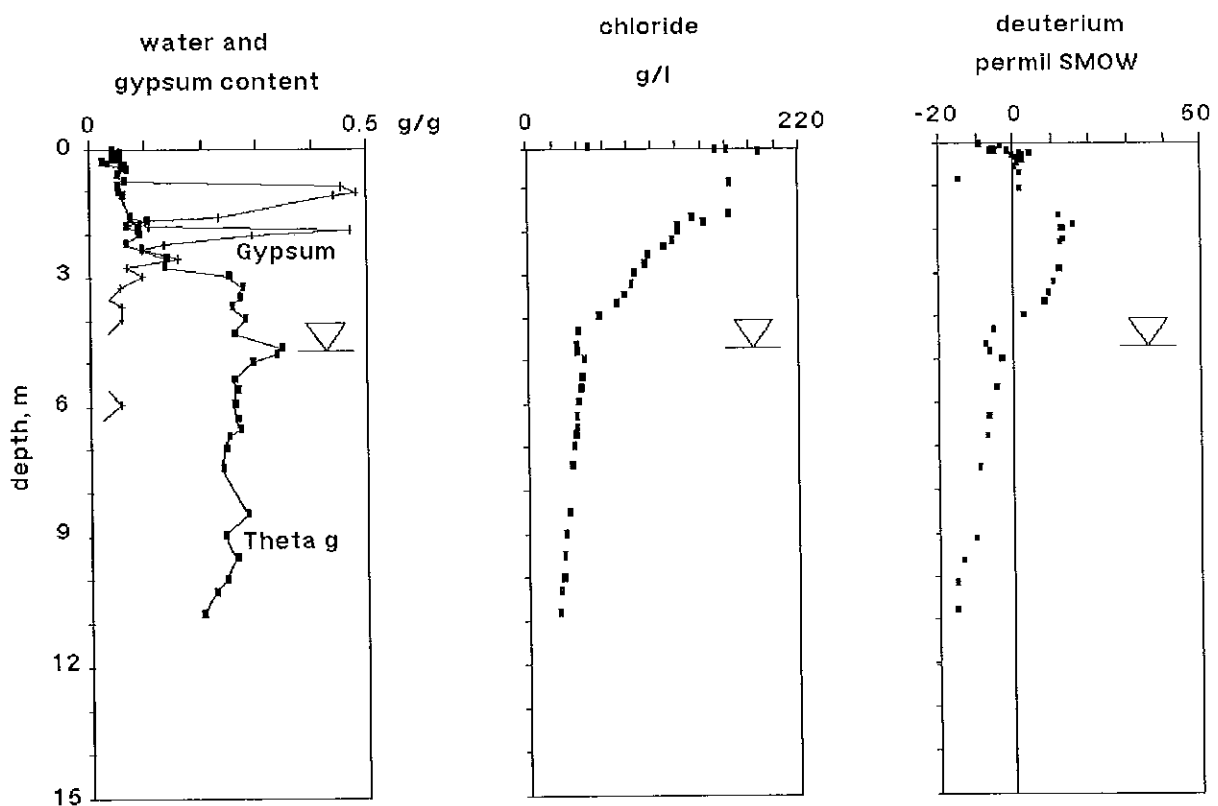 water and
gypsum content
0 0.5 g/g
0
3
6
9
12
15
depth, m
Gypsum
Theta g
chloride
g/l
0 220
deuterium
permil SMOW
-20 0 60